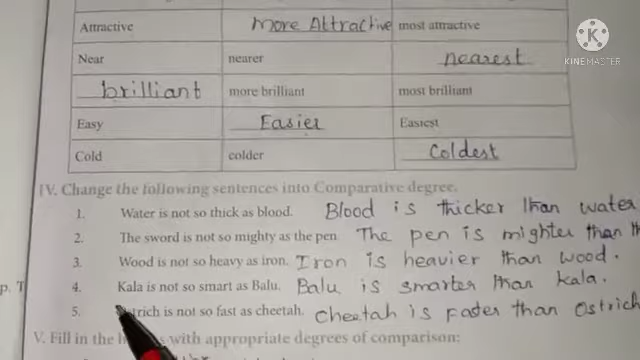 Attractive More Attractive most attractive
Near nearer nearest
brilliant more brilliant most brilliant
Easy Easier Easiest
Cold colder Coldest
IV. Change the following sentences into Comparative degree.
1. Water is not so thick as blood. Blood is thicker than water
2. The sword is not so mighty as the pen The pen is mighter than
3. Wood is not so heavy as iron. Iron is heavier than wood.
4. Kala is not so smart as Balu. Balu is smarter than kala.
5. is not so fast as cheetah. Cheetah is faster than Ostrich
V. Fill in the with appropriate degrees of comparison:
K
KINEMASTER